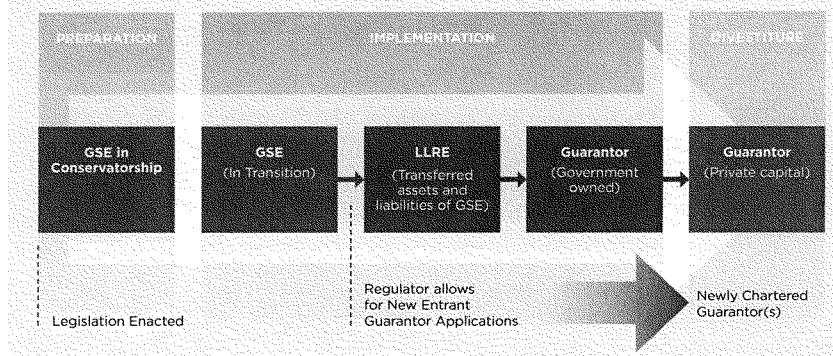 PREPARATION
IMPLEMENTATION
DIVESTITURE
GSE in
Conservatorship
GSE
(In Transition)
LLRE
(Transferred
assets and
liabilities of GSE)
Guarantor
(Government
owned)
Guarantor
(Private capital)
Legislation Enacted
Regulator allows
for New Entrant
Guarantor Applications
Newly Chartered
Guarantor(s)